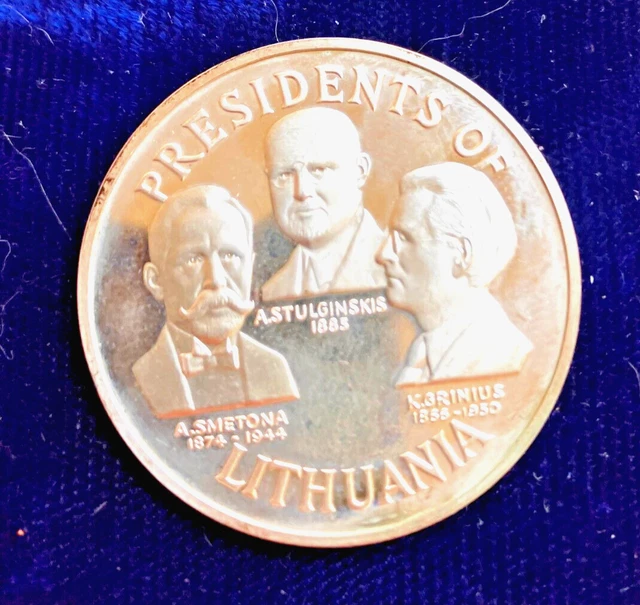 PRESIDENTS OF
A.STULGINSKIS
1885
K.GRINIUS
1866-1950
A.SMETONA
1874-1944
LITHUANIA